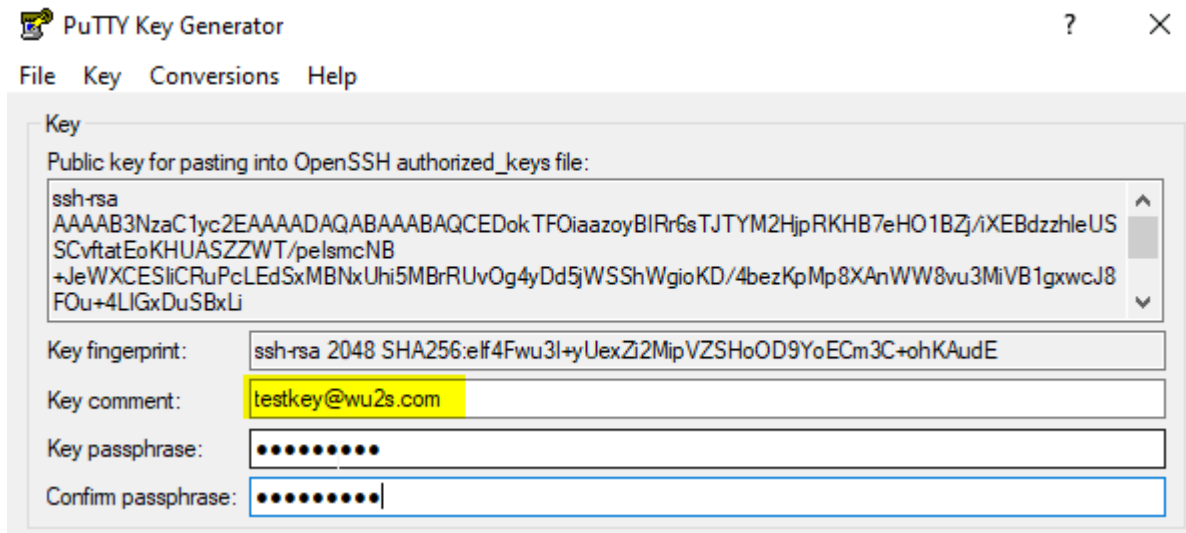 PuTTY Key Generator
?
File Key Conversions Help
Key
Public key for pasting into OpenSSH authorized_keys file:
ssh-rsa
AAAAB3NzaC1yc2EAAAADAQABAAABAQCEDokTFOiaazoyBIRr6sTJTYM2HjpRKHB7eHO1BZj/iXEBdzzhleUS
SCvftatEoKHUASZZWT/pelsmcNB
+JeWXCESliCRuPcLEdSxMBNxUhi5MBrRUvOg4yDd5jWSShWgioKD/4bezKpMp8XAnWW8vu3MiVB1gxwcJ8
FOu+4LlGxDuSBxLi
Key fingerprint: ssh-rsa 2048 SHA256:elf4Fwu3l+yUexZi2MipVZSHoOD9YoECm3C+ohKAudE
Key comment: testkey@wu2s.com
Key passphrase: •••••••••
Confirm passphrase: •••••••••